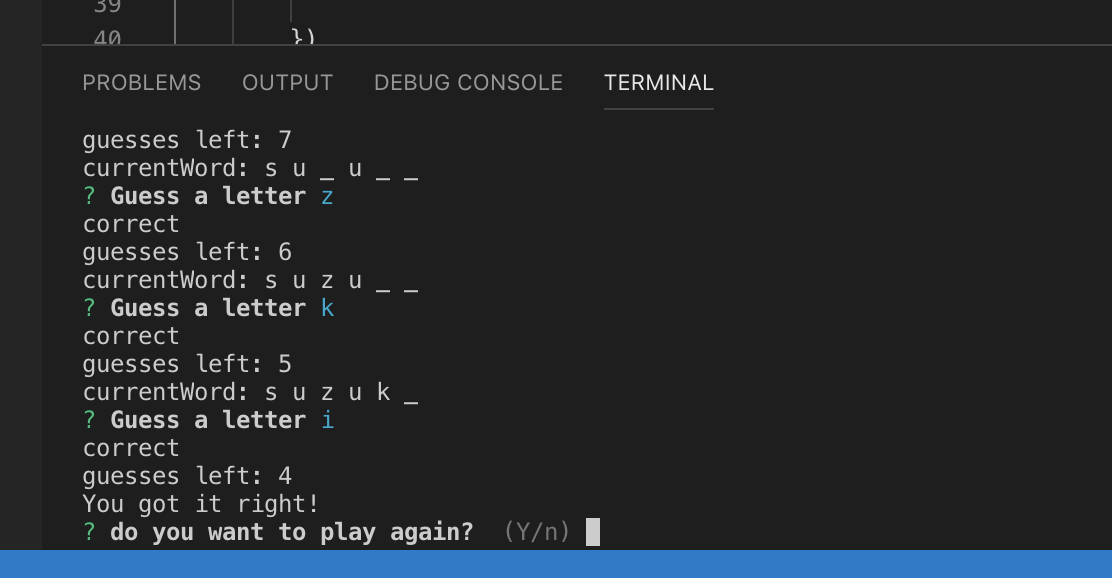 39
40 })
PROBLEMS OUTPUT DEBUG CONSOLE TERMINAL
guesses left: 7
currentWord: s u _ u _ _
? Guess a letter z
correct
guesses left: 6
currentWord: s u z u _ _
? Guess a letter k
correct
guesses left: 5
currentWord: s u z u k _
? Guess a letter i
correct
guesses left: 4
You got it right!
? do you want to play again? (Y/n)